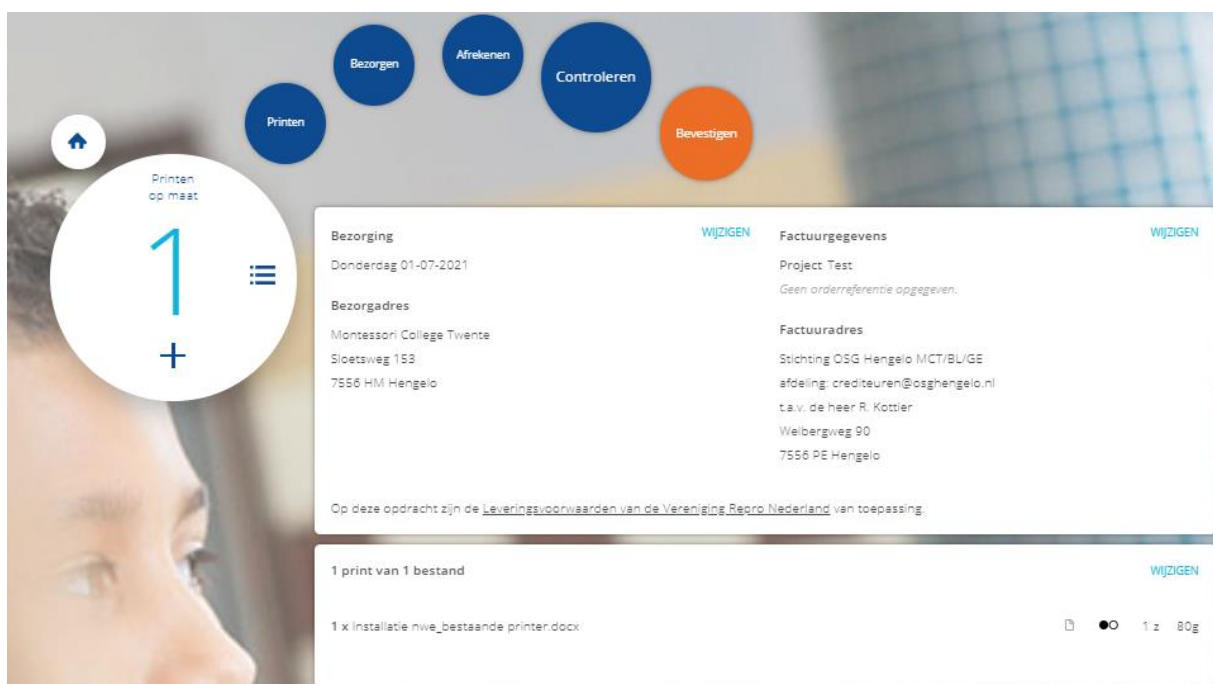 Printen
Bezorgen
Afrekenen
Controleren
Bevestigen
Printen
op maat
1
+
Bezorging
WIJZIGEN
Donderdag 01-07-2021
Bezorgadres
Montessori College Twente
Sloetsweg 153
7556 HM Hengelo
Factuurgegevens
WIJZIGEN
Project Test
Geen orderreferentie opgegeven.
Factuuradres
Stichting OSG Hengelo MCT/BL/GE
afdeling: crediteuren@osghengelo.nl
t.a.v. de heer R. Kottier
Welbergweg 90
7556 PE Hengelo
Op deze opdracht zijn de Leveringsvoorwaarden van de Vereniging Repro Nederland van toepassing.
1 print van 1 bestand
WIJZIGEN
1 x Installatie nwe_bestaande printer.docx
1 z 80g